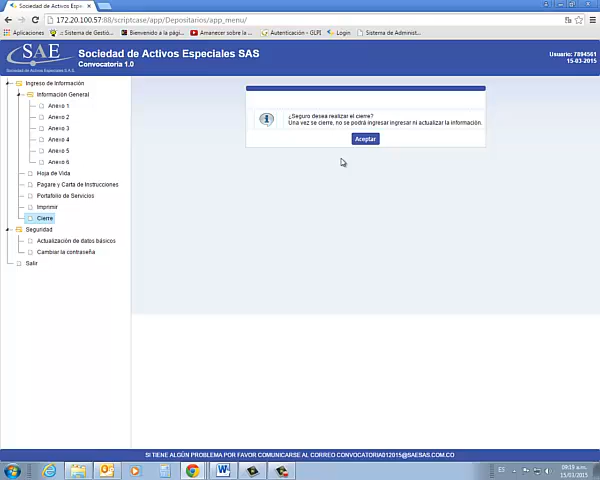 Sociedad de Activos Espe
172.20.100.57:88/scriptcase/app/Depositarios/app_menu/
Aplicaciones
.:: Sistema de Gestió...
Bienvenido a la pági...
Amanecer sobre la ...
Autenticación - GLPI
Login
Sistema de Administ...
SAE
Sociedad de Activos Especiales S.A.S.
Sociedad de Activos Especiales SAS
Convocatoria 1.0
Usuario: 7894561
15-03-2015
Ingreso de Información
Información General
Anexo 1
Anexo 2
Anexo 3
Anexo 4
Anexo 5
Anexo 6
Hoja de Vida
Pagare y Carta de Instrucciones
Portafolio de Servicios
Imprimir
Cierre
Seguridad
Actualización de datos básicos
Cambiar la contraseña
Salir
¿Seguro desea realizar el cierre?
Una vez se cierre, no se podrá ingresar ingresar ni actualizar la información.
Aceptar
SI TIENE ALGÚN PROBLEMA POR FAVOR COMUNICARSE AL CORREO CONVOCATORIA012015@SAESAS.COM.CO
ES
09:19 a.m.
15/03/2015